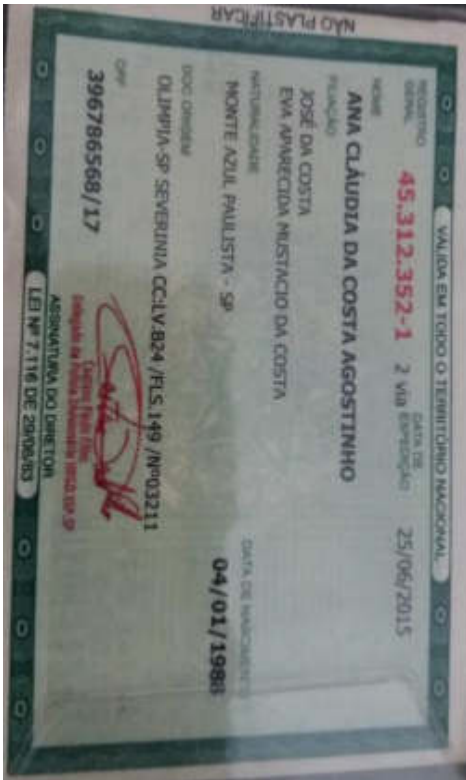 NÃO PLASTIFICAR
VÁLIDA EM TODO O TERRITÓRIO NACIONAL
REGISTRO GERAL 45.312.352-1 2 via DATA DE EXPEDIÇÃO 25/06/2015
NOME
ANA CLÁUDIA DA COSTA AGOSTINHO
FILIAÇÃO
JOSÉ DA COSTA
EVA APARECIDA MUSTACIO DA COSTA
NATURALIDADE DATA DE NASCIMENTO
MONTE AZUL PAULISTA - SP 04/01/1988
DOC ORIGEM
OLIMPIA-SP SEVERINIA CC:LV.B24 /FLS.149 /Nº03211
CPF
396786568/17
ASSINATURA DO DIRETOR
LEI Nº 7.116 DE 29/08/83